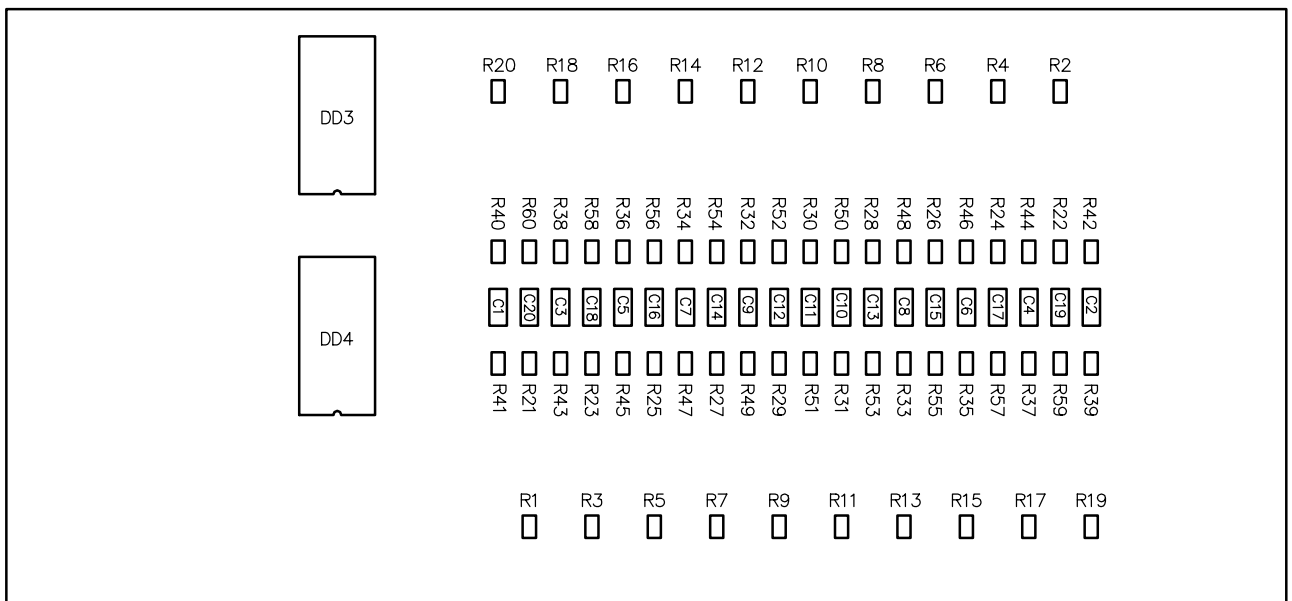 R20 R18 R16 R14 R12 R10 R8 R6 R4 R2
DD3
R40 R60 R38 R58 R36 R56 R34 R54 R32 R52 R30 R50 R28 R48 R26 R46 R24 R44 R22 R42
C1 C20 C3 C18 C5 C16 C7 C14 C9 C12 C11 C10 C13 C8 C15 C6 C17 C4 C19 C2
DD4
R41 R21 R43 R23 R45 R25 R47 R27 R49 R29 R51 R31 R53 R33 R55 R35 R57 R37 R59 R39
R1 R3 R5 R7 R9 R11 R13 R15 R17 R19